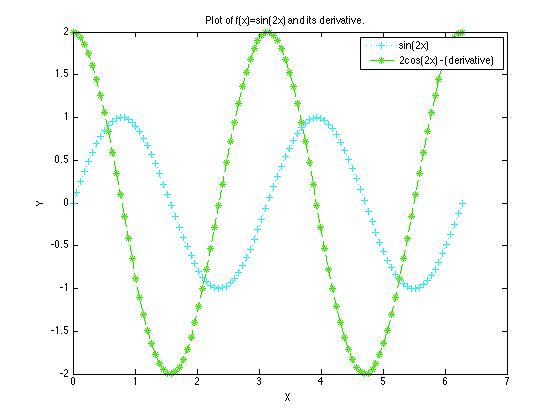 Plot of f(x)=sin(2x) and its derivative.
sin(2x)
2cos(2x) -(derivative)
2
1.5
1
0.5
0
-0.5
-1
-1.5
-2
Y
0 1 2 3 4 5 6 7
X